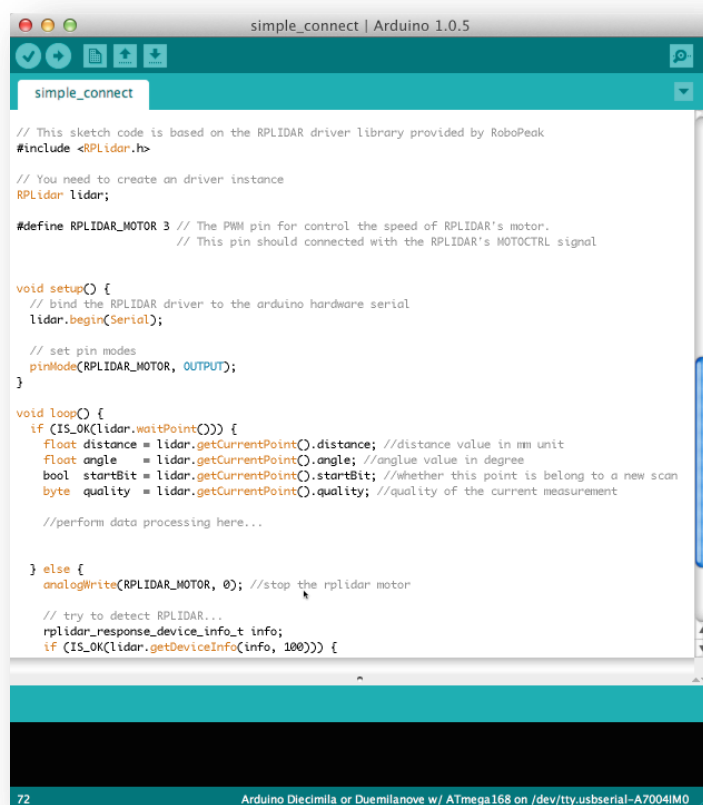 simple_connect | Arduino 1.0.5
simple_connect
// This sketch code is based on the RPLIDAR driver library provided by RoboPeak
#include <RPLidar.h>
// You need to create an driver instance
RPLidar lidar;
#define RPLIDAR_MOTOR 3 // The PWM pin for control the speed of RPLIDAR's motor.
// This pin should connected with the RPLIDAR's MOTOCTRL signal
void setup() {
// bind the RPLIDAR driver to the arduino hardware serial
lidar.begin(Serial);
// set pin modes
pinMode(RPLIDAR_MOTOR, OUTPUT);
}
void loop() {
if (IS_OK(lidar.waitPoint())) {
float distance = lidar.getCurrentPoint().distance; //distance value in mm unit
float angle    = lidar.getCurrentPoint().angle; //anglue value in degree
bool  startBit = lidar.getCurrentPoint().startBit; //whether this point is belong to a new scan
byte  quality  = lidar.getCurrentPoint().quality; //quality of the current measurement
//perform data processing here...
} else {
analogWrite(RPLIDAR_MOTOR, 0); //stop the rplidar motor
// try to detect RPLIDAR...
rplidar_response_device_info_t info;
if (IS_OK(lidar.getDeviceInfo(info, 100))) {
72
Arduino Diecimila or Duemilanove w/ ATmega168 on /dev/tty.usbserial-A7004IM0